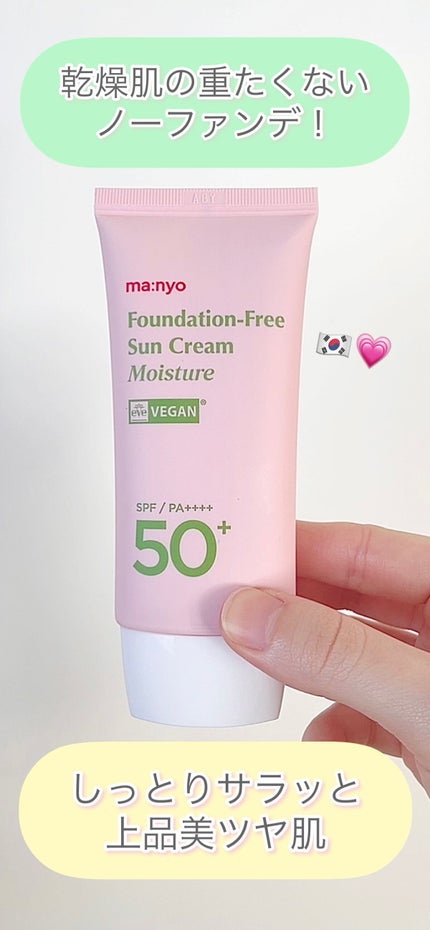 乾燥肌の重たくない
ノーファンデ！
ABY
ma:nyo
Foundation-Free
Sun Cream
Moisture
eve VEGAN®
SPF / PA++++
50+
しっとりサラッと
上品美ツヤ肌